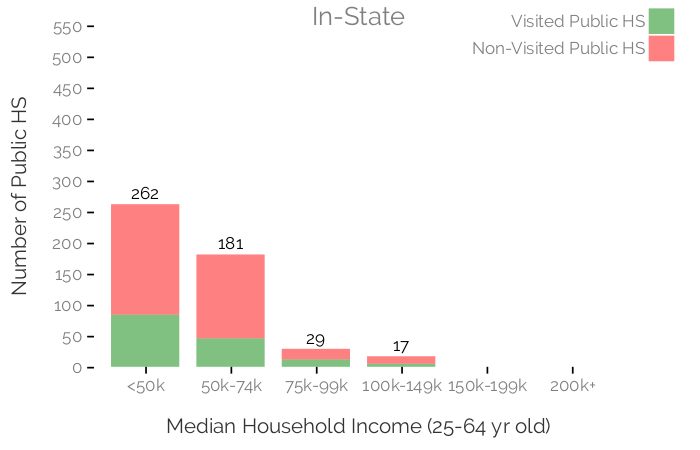 In-State
Visited Public HS
Non-Visited Public HS
Number of Public HS
550
500
450
400
350
300
250
200
150
100
50
0
262
181
29
17
<50k
50k-74k
75k-99k
100k-149k
150k-199k
200k+
Median Household Income (25-64 yr old)